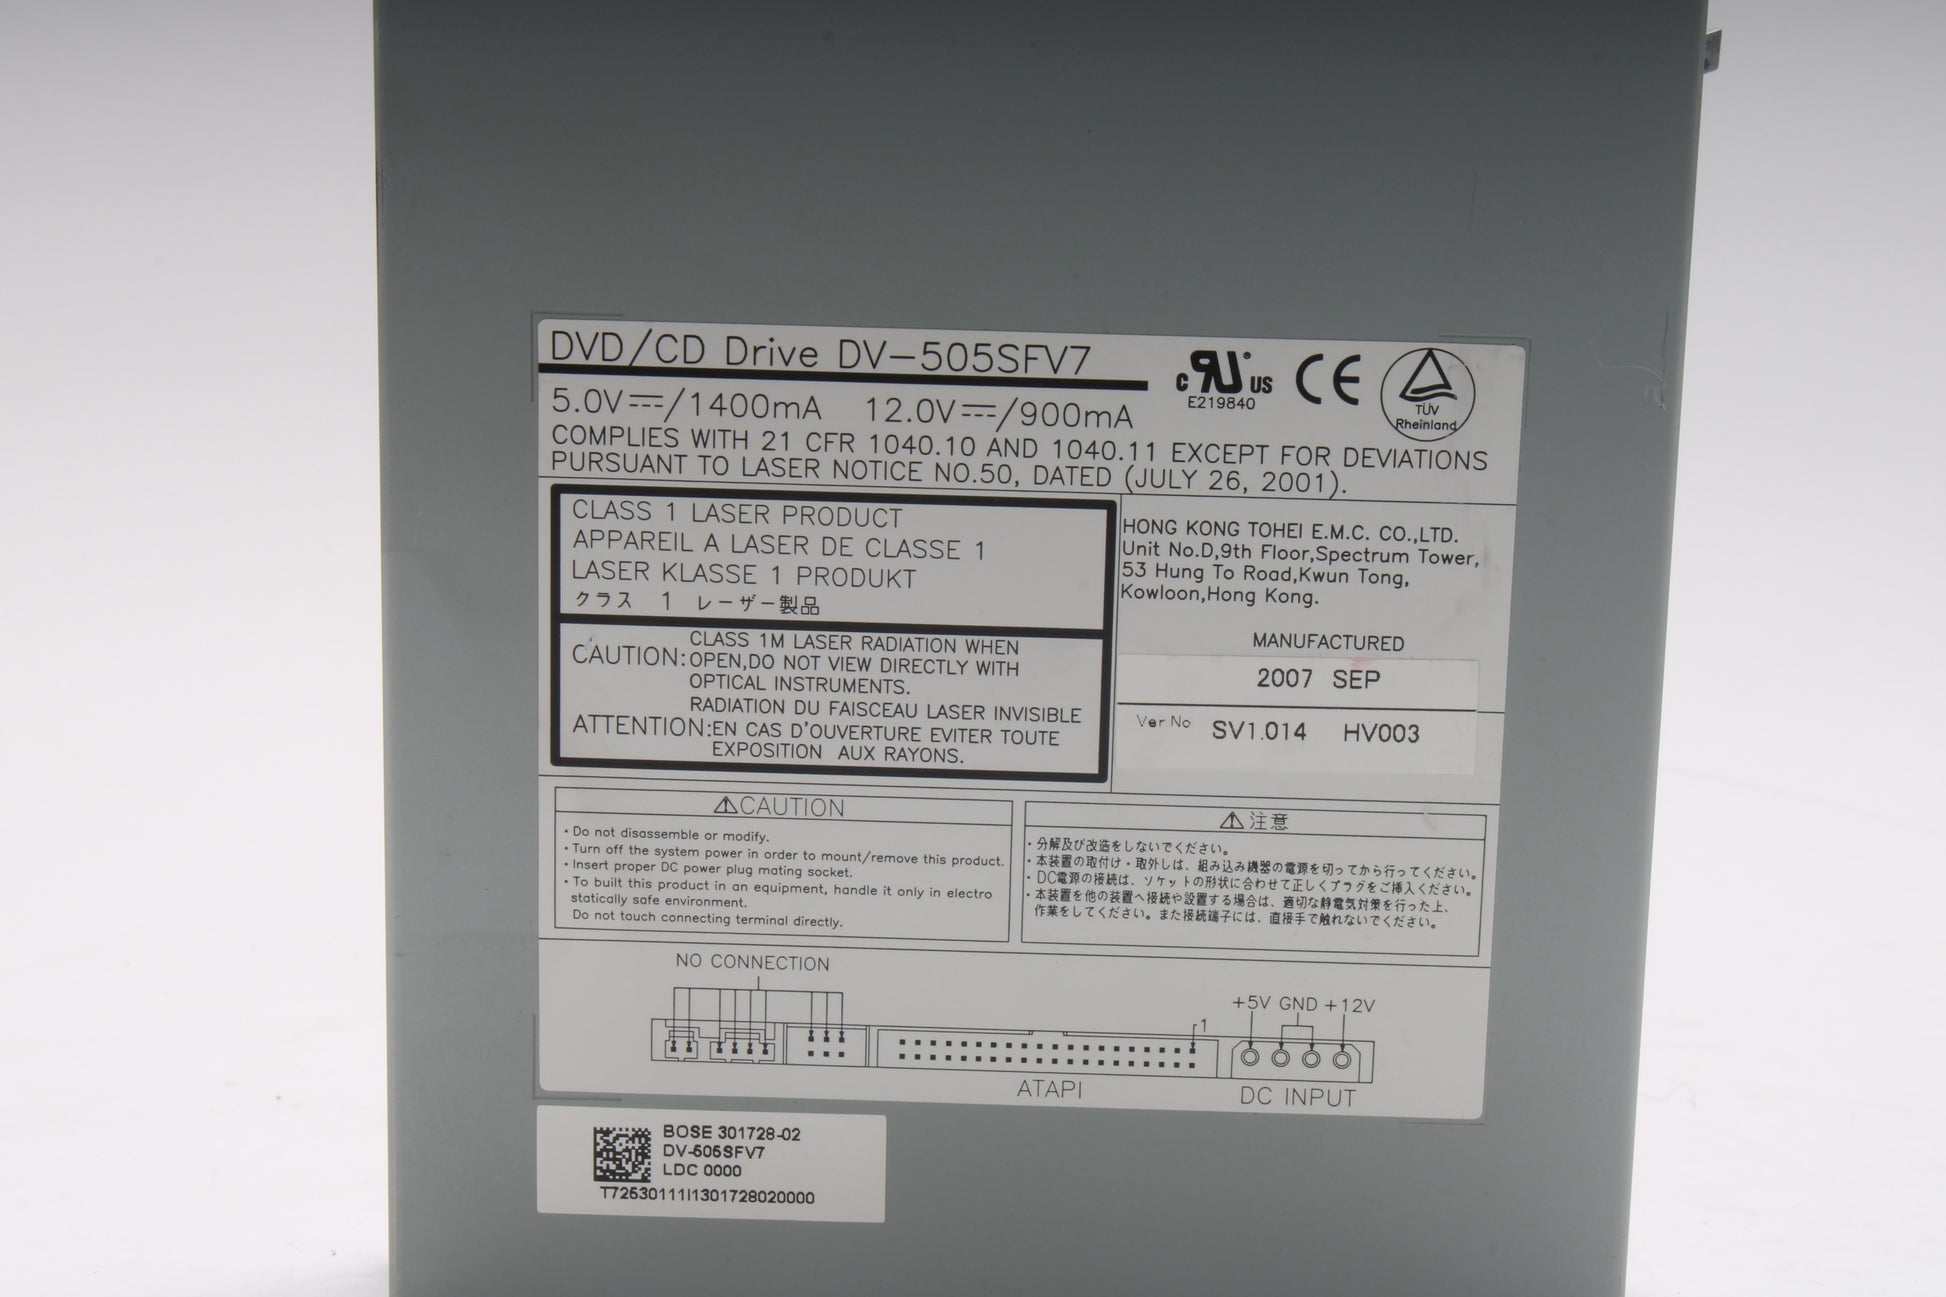 DVD/CD Drive DV-505SFV7
5.0V⎓/1400mA 12.0V⎓/900mA
c RU US
E219840
CE
TÜV
Rheinland
COMPLIES WITH 21 CFR 1040.10 AND 1040.11 EXCEPT FOR DEVIATIONS
PURSUANT TO LASER NOTICE NO.50, DATED (JULY 26, 2001).
CLASS 1 LASER PRODUCT
APPAREIL A LASER DE CLASSE 1
LASER KLASSE 1 PRODUKT
クラス 1 レーザー製品
CAUTION: CLASS 1M LASER RADIATION WHEN
OPEN,DO NOT VIEW DIRECTLY WITH
OPTICAL INSTRUMENTS.
RADIATION DU FAISCEAU LASER INVISIBLE
ATTENTION:EN CAS D'OUVERTURE EVITER TOUTE
EXPOSITION AUX RAYONS.
HONG KONG TOHEI E.M.C. CO.,LTD.
Unit No.D,9th Floor,Spectrum Tower,
53 Hung To Road,Kwun Tong,
Kowloon,Hong Kong.
MANUFACTURED
2007 SEP
Ver No SV1.014 HV003
⚠CAUTION
・Do not disassemble or modify.
・Turn off the system power in order to mount/remove this product.
・Insert proper DC power plug mating socket.
・To built this product in an equipment, handle it only in electro
statically safe environment.
Do not touch connecting terminal directly.
⚠注意
・分解及び改造をしないでください。
・本装置の取付け・取外しは、組み込み機器の電源を切ってから行ってください。
・DC電源の接続は、ソケットの形状に合わせて正しくプラグをご挿入ください。
・本装置を他の装置へ接続や設置する場合は、適切な静電気対策を行った上、
作業をしてください。また接続端子には、直接手で触れないでください。
NO CONNECTION
+5V GND +12V
1
ATAPI
DC INPUT
BOSE 301728-02
DV-505SFV7
LDC 0000
T72530111I1301728020000